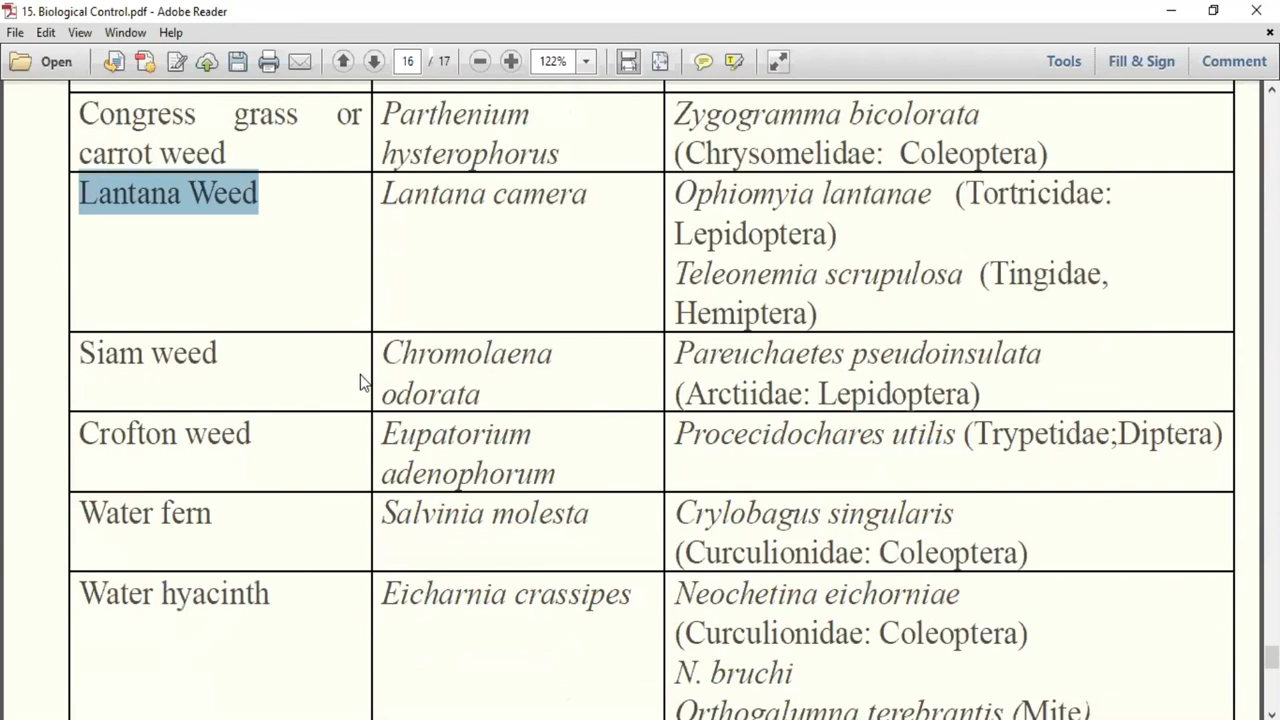 15. Biological Control.pdf - Adobe Reader
File Edit View Window Help
Open 16 / 17 122% Tools Fill & Sign Comment
Congress grass or carrot weed
Parthenium hysterophorus
Zygogramma bicolorata
(Chrysomelidae: Coleoptera)
Lantana Weed
Lantana camera
Ophiomyia lantanae (Tortricidae:
Lepidoptera)
Teleonemia scrupulosa (Tingidae,
Hemiptera)
Siam weed
Chromolaena
odorata
Pareuchaetes pseudoinsulata
(Arctiidae: Lepidoptera)
Crofton weed
Eupatorium
adenophorum
Procecidochares utilis (Trypetidae;Diptera)
Water fern
Salvinia molesta
Crylobagus singularis
(Curculionidae: Coleoptera)
Water hyacinth
Eicharnia crassipes
Neochetina eichorniae
(Curculionidae: Coleoptera)
N. bruchi
Orthogalumna terebrantis (Mite)